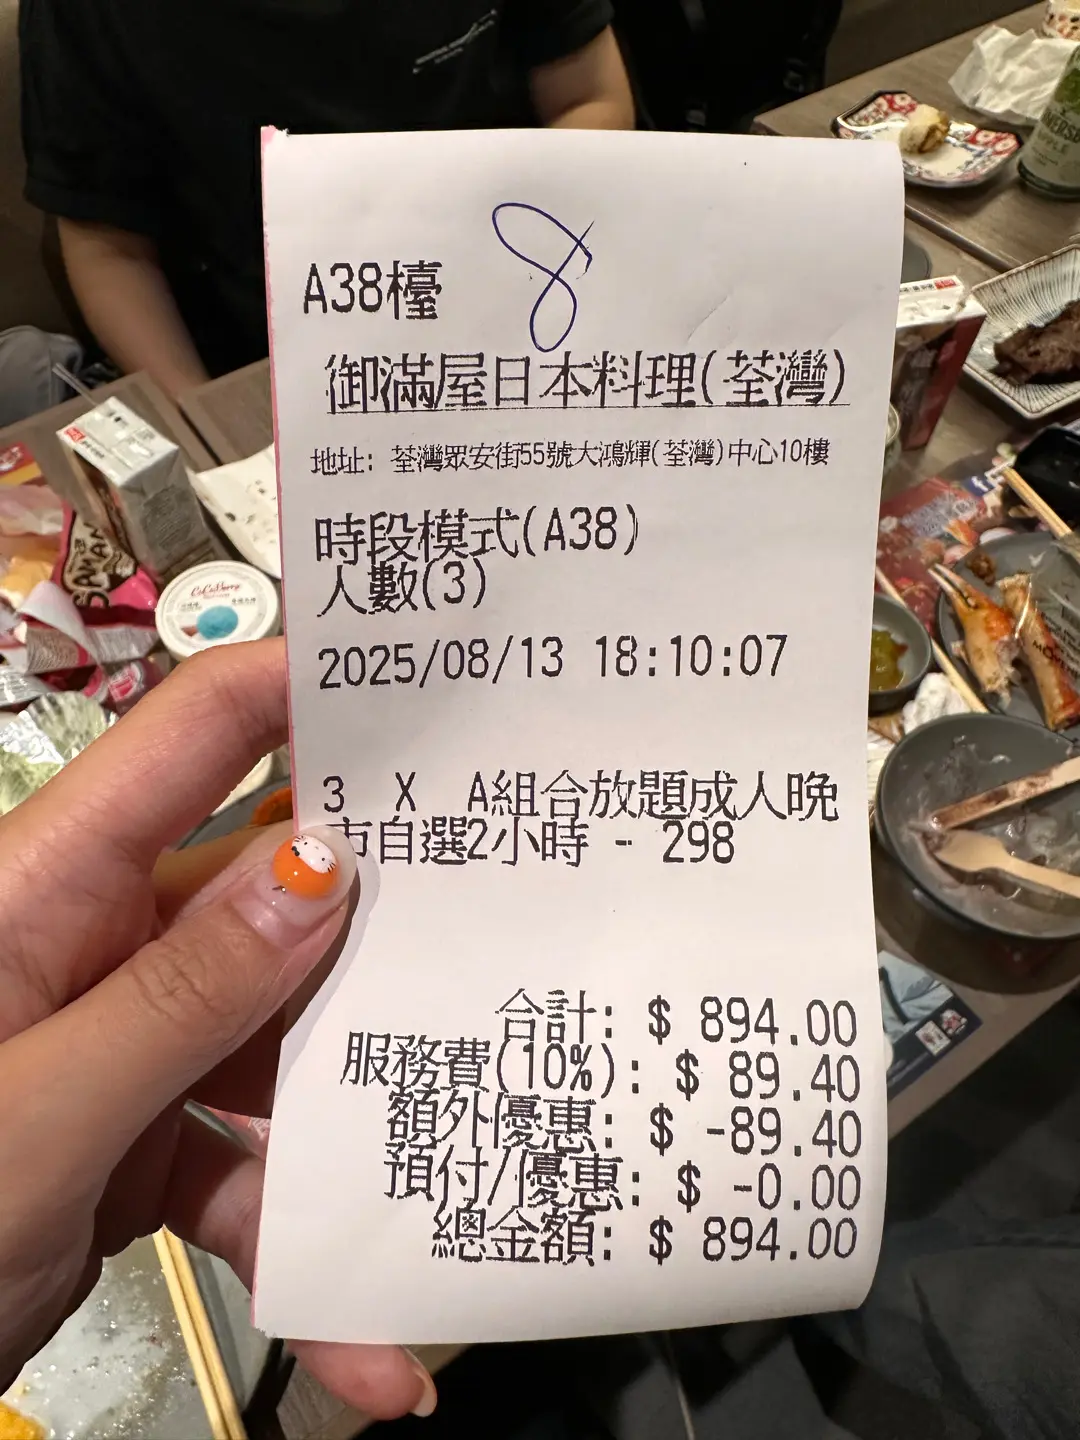 8
A38檯
御滿屋日本料理(荃灣)
地址: 荃灣眾安街55號大鴻輝(荃灣)中心10樓
時段模式(A38)
人數(3)
2025/08/13 18:10:07
3 X A組合放題成人晚
市自選2小時 - 298
合計: $ 894.00
服務費(10%): $ 89.40
額外優惠: $ -89.40
預付/優惠: $ -0.00
總金額: $ 894.00